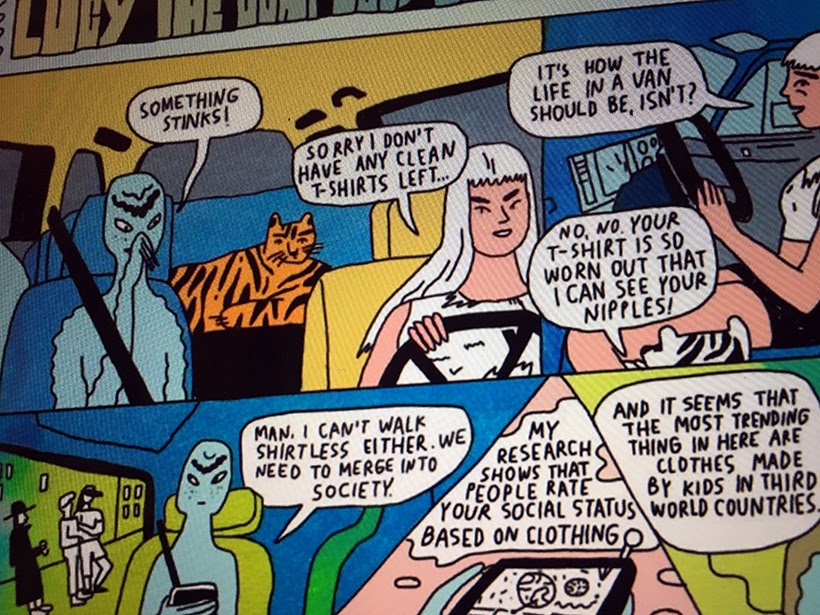 LUCY THE
SOMETHING
STINKS!
SORRY I DON'T
HAVE ANY CLEAN
T-SHIRTS LEFT...
IT'S HOW THE
LIFE IN A VAN
SHOULD BE, ISN'T?
NO, NO. YOUR
T-SHIRT IS SO
WORN OUT THAT
I CAN SEE YOUR
NIPPLES!
MAN. I CAN'T WALK
SHIRTLESS EITHER. WE
NEED TO MERGE INTO
SOCIETY.
MY
RESEARCH
SHOWS THAT
PEOPLE RATE
YOUR SOCIAL STATUS
BASED ON CLOTHING
AND IT SEEMS THAT
THE MOST TRENDING
THING IN HERE ARE
CLOTHES MADE
BY KIDS IN THIRD
WORLD COUNTRIES.